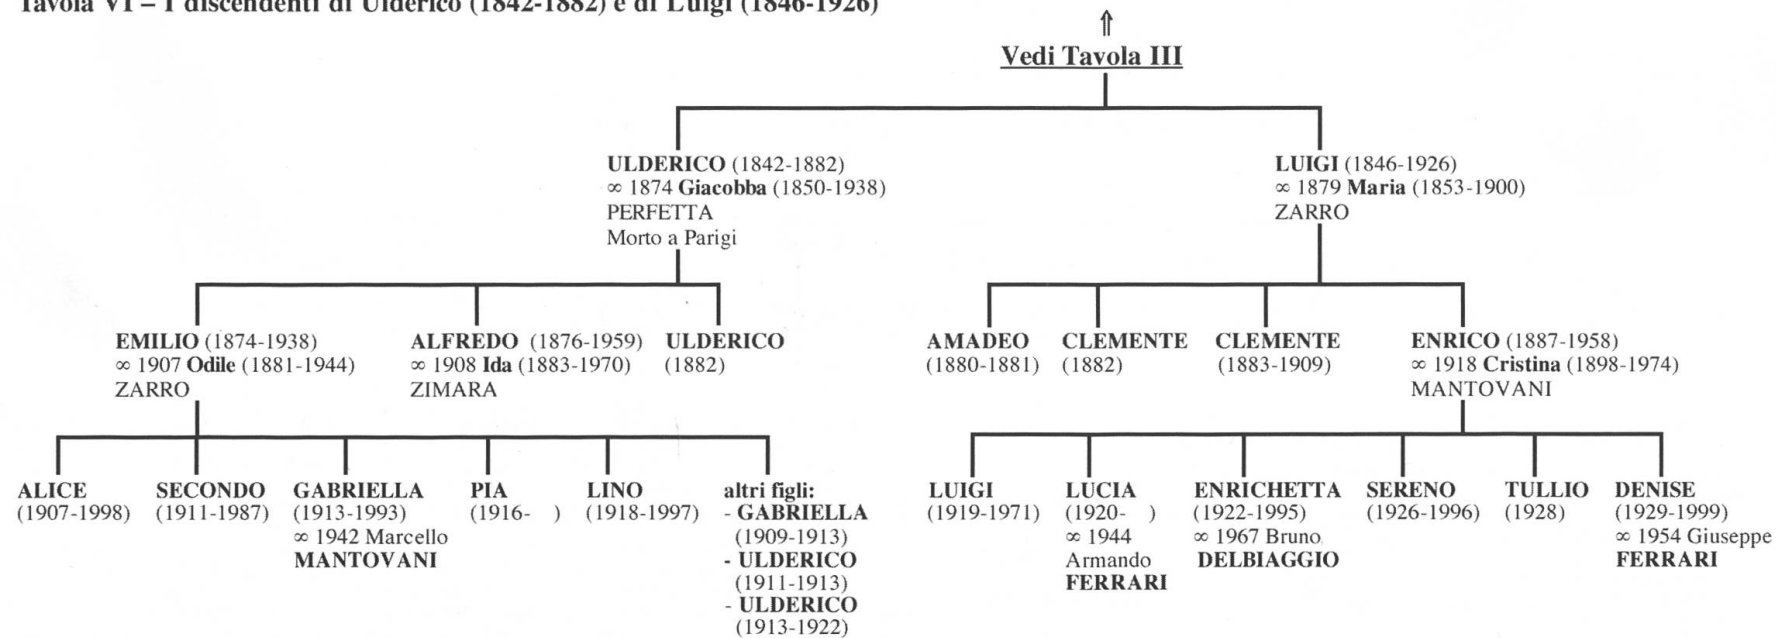 Tavola VI – I discendenti di Ulderico (1842-1882) e di Luigi (1846-1926)
⇑
Vedi Tavola III
ULDERICO (1842-1882)
∞ 1874 Giacobba (1850-1938)
PERFETTA
Morto a Parigi
LUIGI (1846-1926)
∞ 1879 Maria (1853-1900)
ZARRO
EMILIO (1874-1938)
∞ 1907 Odile (1881-1944)
ZARRO
ALFREDO (1876-1959)
∞ 1908 Ida (1883-1970)
ZIMARA
ULDERICO
(1882)
AMADEO
(1880-1881)
CLEMENTE
(1882)
CLEMENTE
(1883-1909)
ENRICO (1887-1958)
∞ 1918 Cristina (1898-1974)
MANTOVANI
ALICE
(1907-1998)
SECONDO
(1911-1987)
GABRIELLA
(1913-1993)
∞ 1942 Marcello
MANTOVANI
PIA
(1916- )
LINO
(1918-1997)
altri figli:
- GABRIELLA
(1909-1913)
- ULDERICO
(1911-1913)
- ULDERICO
(1913-1922)
LUIGI
(1919-1971)
LUCIA
(1920- )
∞ 1944
Armando
FERRARI
ENRICHETTA
(1922-1995)
∞ 1967 Bruno
DELBIAGGIO
SERENO
(1926-1996)
TULLIO
(1928)
DENISE
(1929-1999)
∞ 1954 Giuseppe
FERRARI